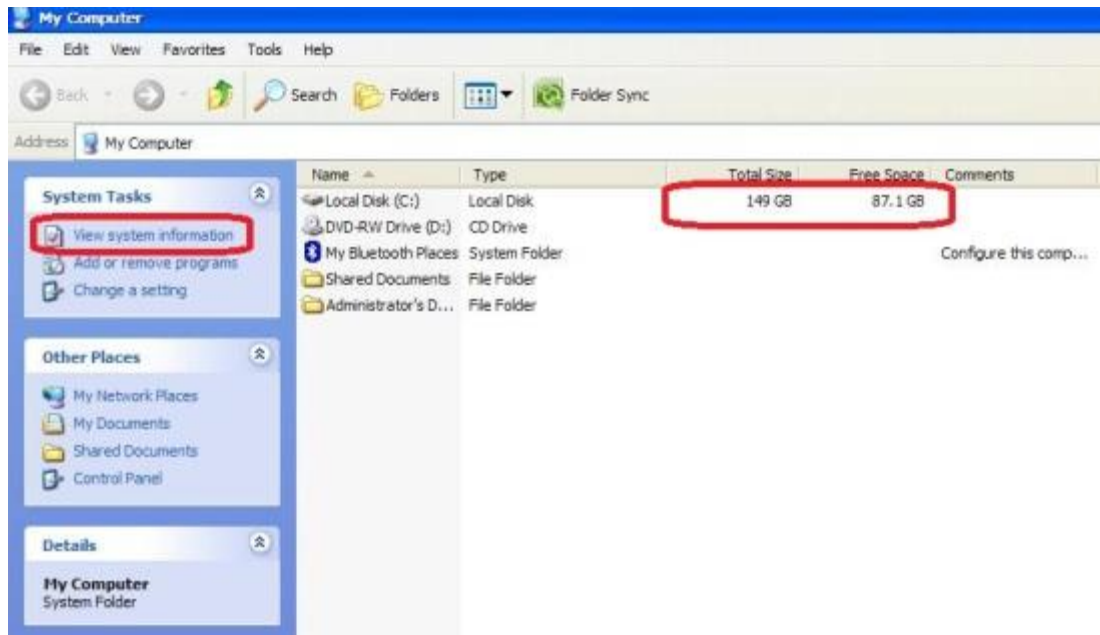 My Computer
File Edit View Favorites Tools Help
Back Search Folders Folder Sync
Address My Computer
System Tasks
View system information
Add or remove programs
Change a setting
Other Places
My Network Places
My Documents
Shared Documents
Control Panel
Details
My Computer
System Folder
Name Type Total Size Free Space Comments
Local Disk (C:) Local Disk 149 GB 87.1 GB
DVD-RW Drive (D:) CD Drive
My Bluetooth Places System Folder Configure this comp...
Shared Documents File Folder
Administrator's D... File Folder